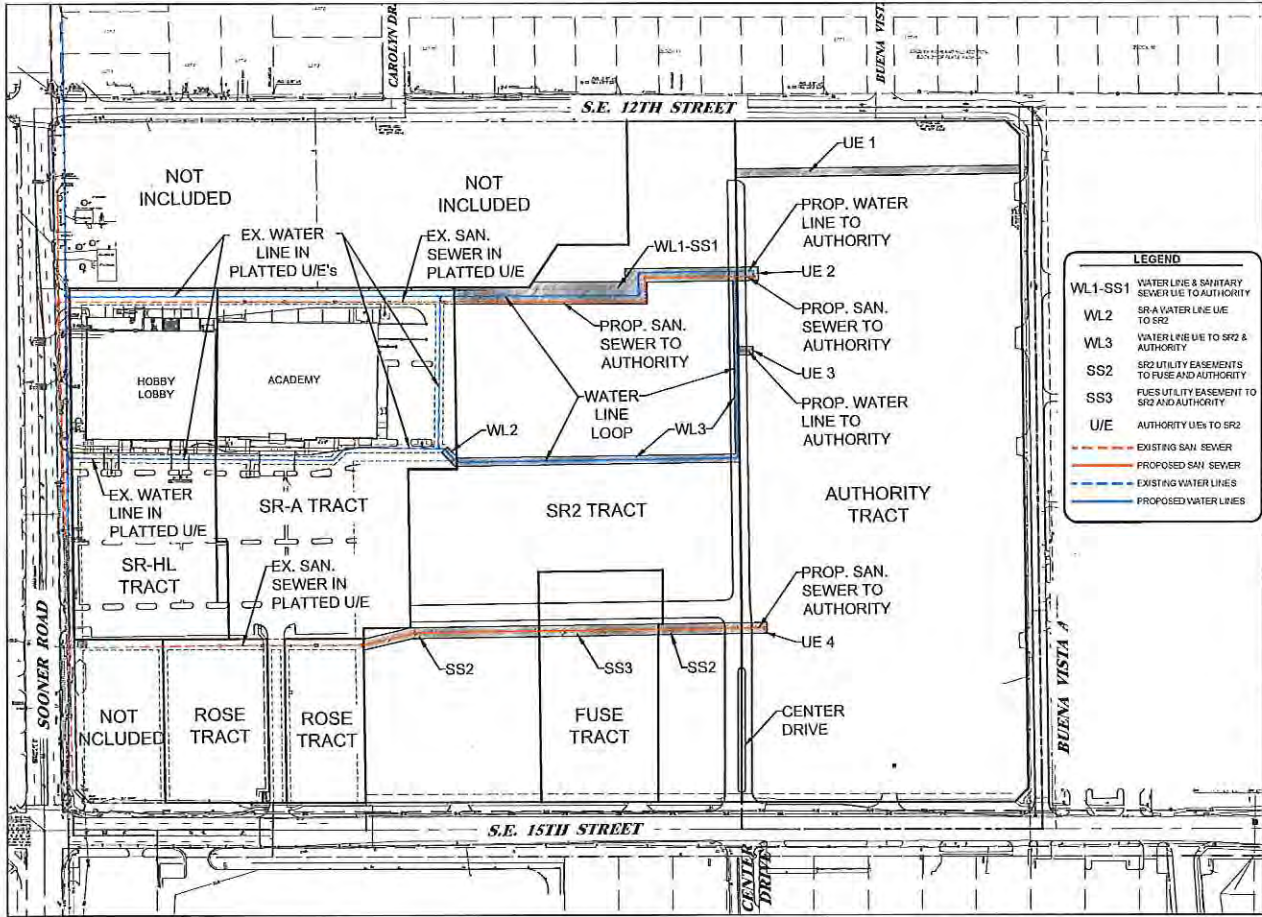 CAROLYN DR.
BUENA VISTA
S.E. 12TH STREET
NOT
INCLUDED
NOT
INCLUDED
UE 1
EX. WATER
LINE IN
PLATTED U/E's
EX. SAN.
SEWER IN
PLATTED U/E
WL1-SS1
PROP. WATER
LINE TO
AUTHORITY
UE 2
PROP. SAN.
SEWER TO
AUTHORITY
PROP. SAN.
SEWER TO
AUTHORITY
UE 3
PROP. WATER
LINE TO
AUTHORITY
HOBBY
LOBBY
ACADEMY
WATER
LINE
LOOP
WL2
WL3
EX. WATER
LINE IN
PLATTED U/E
SR-A TRACT
SR2 TRACT
AUTHORITY
TRACT
SR-HL
TRACT
EX. SAN.
SEWER IN
PLATTED U/E
PROP. SAN.
SEWER TO
AUTHORITY
UE 4
SS2
SS3
SS2
NOT
NCLUDED
ROSE
TRACT
ROSE
TRACT
FUSE
TRACT
CENTER
DRIVE
SOONER ROAD
BUENA VISTA A
S.E. 15TH STREET
CENTER
DRIVE
LEGEND
WL1-SS1 WATER LINE & SANITARY
SEWER U/E TO AUTHORITY
WL2 SR-A WATER LINE U/E
TO SR2
WL3 WATER LINE U/E TO SR2 &
AUTHORITY
SS2 SR2 UTILITY EASEMENTS
TO FUSE AND AUTHORITY
SS3 FUES UTILITY EASEMENT TO
SR2 AND AUTHORITY
U/E AUTHORITY U/Es TO SR2
EXISTING SAN SEWER
PROPOSED SAN SEWER
EXISTING WATER LINES
PROPOSED WATER LINES